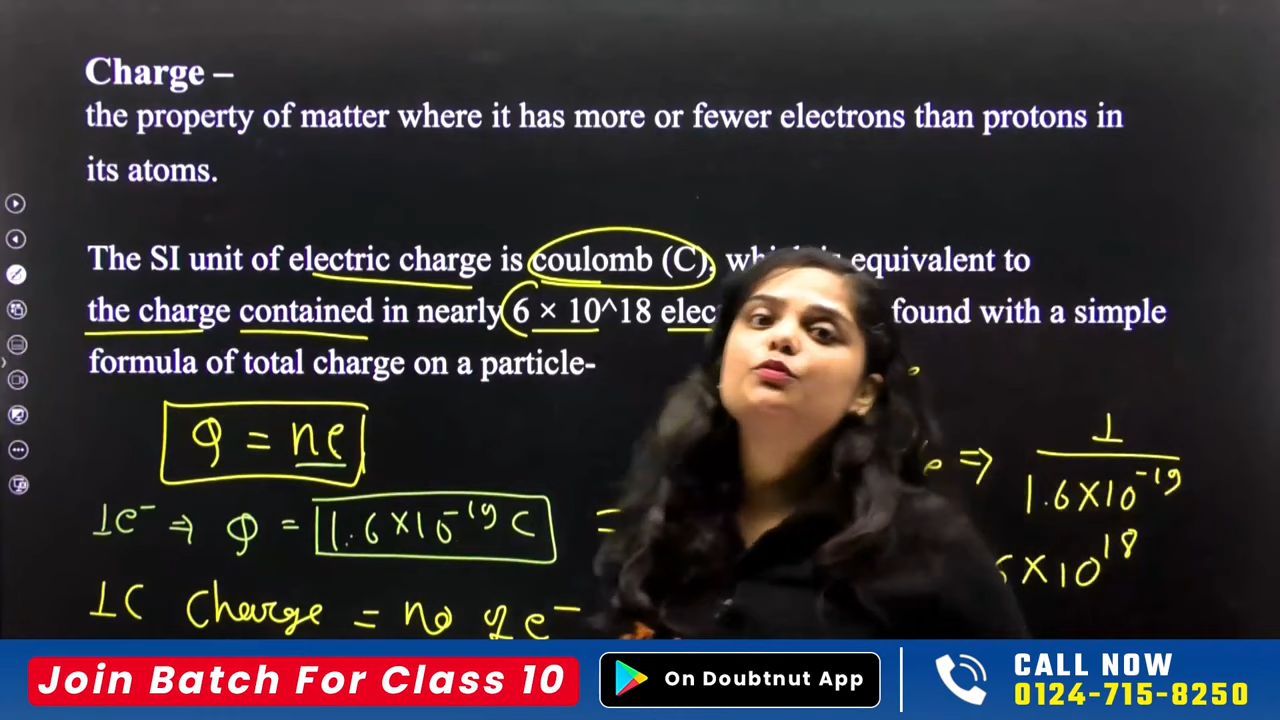 Charge –
the property of matter where it has more or fewer electrons than protons in
its atoms.
The SI unit of electric charge is coulomb (C), equivalent to
the charge contained in nearly 6 × 10^18 found with a simple
formula of total charge on a particle-
Q = ne
1e⁻ ⇒ Q = 1.6×10⁻¹⁹ C =
⇒ 1
1.6×10⁻¹⁹
×10¹⁸
1C Charge = no of e⁻
Join Batch For Class 10
On Doubtnut App
CALL NOW
0124-715-8250